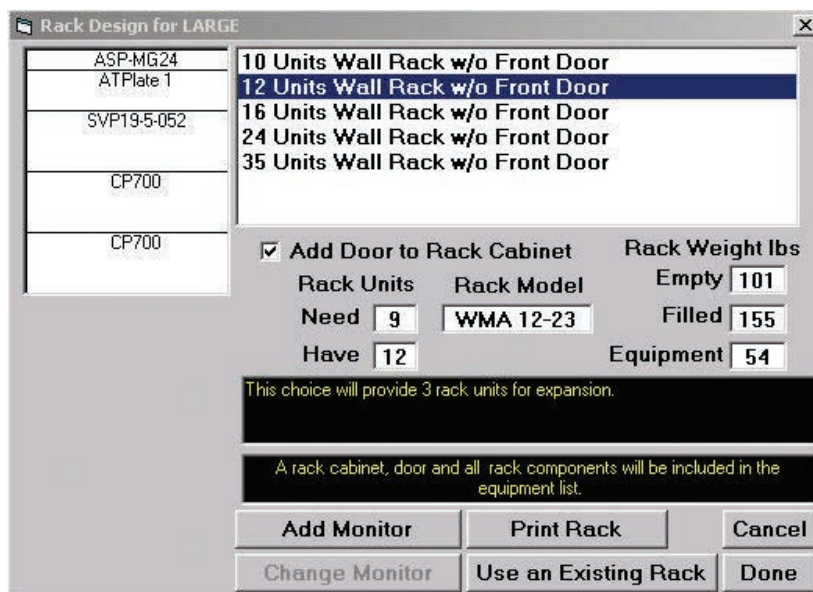 Rack Design for LARGE
ASP-MG24
ATPlate 1
SVP19-5-052
CP700
CP700
10 Units Wall Rack w/o Front Door
12 Units Wall Rack w/o Front Door
16 Units Wall Rack w/o Front Door
24 Units Wall Rack w/o Front Door
35 Units Wall Rack w/o Front Door
Add Door to Rack Cabinet
Rack Units
Need 9
Have 12
Rack Model
WMA 12-23
Rack Weight lbs
Empty 101
Filled 155
Equipment 54
This choice will provide 3 rack units for expansion.
A rack cabinet, door and all rack components will be included in the
equipment list.
Add Monitor
Print Rack
Cancel
Change Monitor
Use an Existing Rack
Done